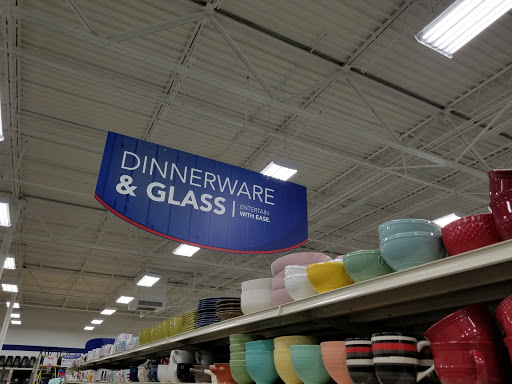 DINNERWARE
& GLASS | ENTERTAIN
WITH EASE.